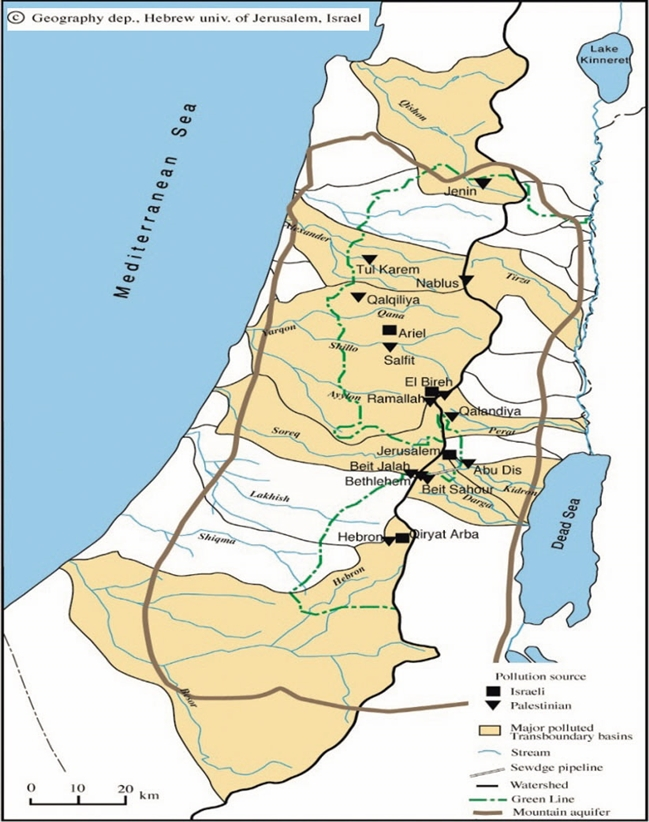 © Geography dep., Hebrew univ. of Jerusalem, Israel
Lake
Kinneret
Mediterranean Sea
Qishon
Jenin
Alexander
Tul Karem
Nablus
Tirza
Qalqiliya
Qana
Yarqon
Ariel
Shillo
Salfit
El Bireh
Ayylon
Ramallah
Qalandiya
Soreq
Perat
Jerusalem
Beit Jalah
Abu Dis
Bethlehem
Beit Sahour
Kidron
Darga
Lakhish
Dead Sea
Shiqma
Hebron
Qiryat Arba
Hebron
Besor
Pollution source
Israeli
Palestinian
Major polluted
Transboundary basins
Stream
Sewdge pipeline
Watershed
Green Line
Mountain aquifer
0 10 20 km